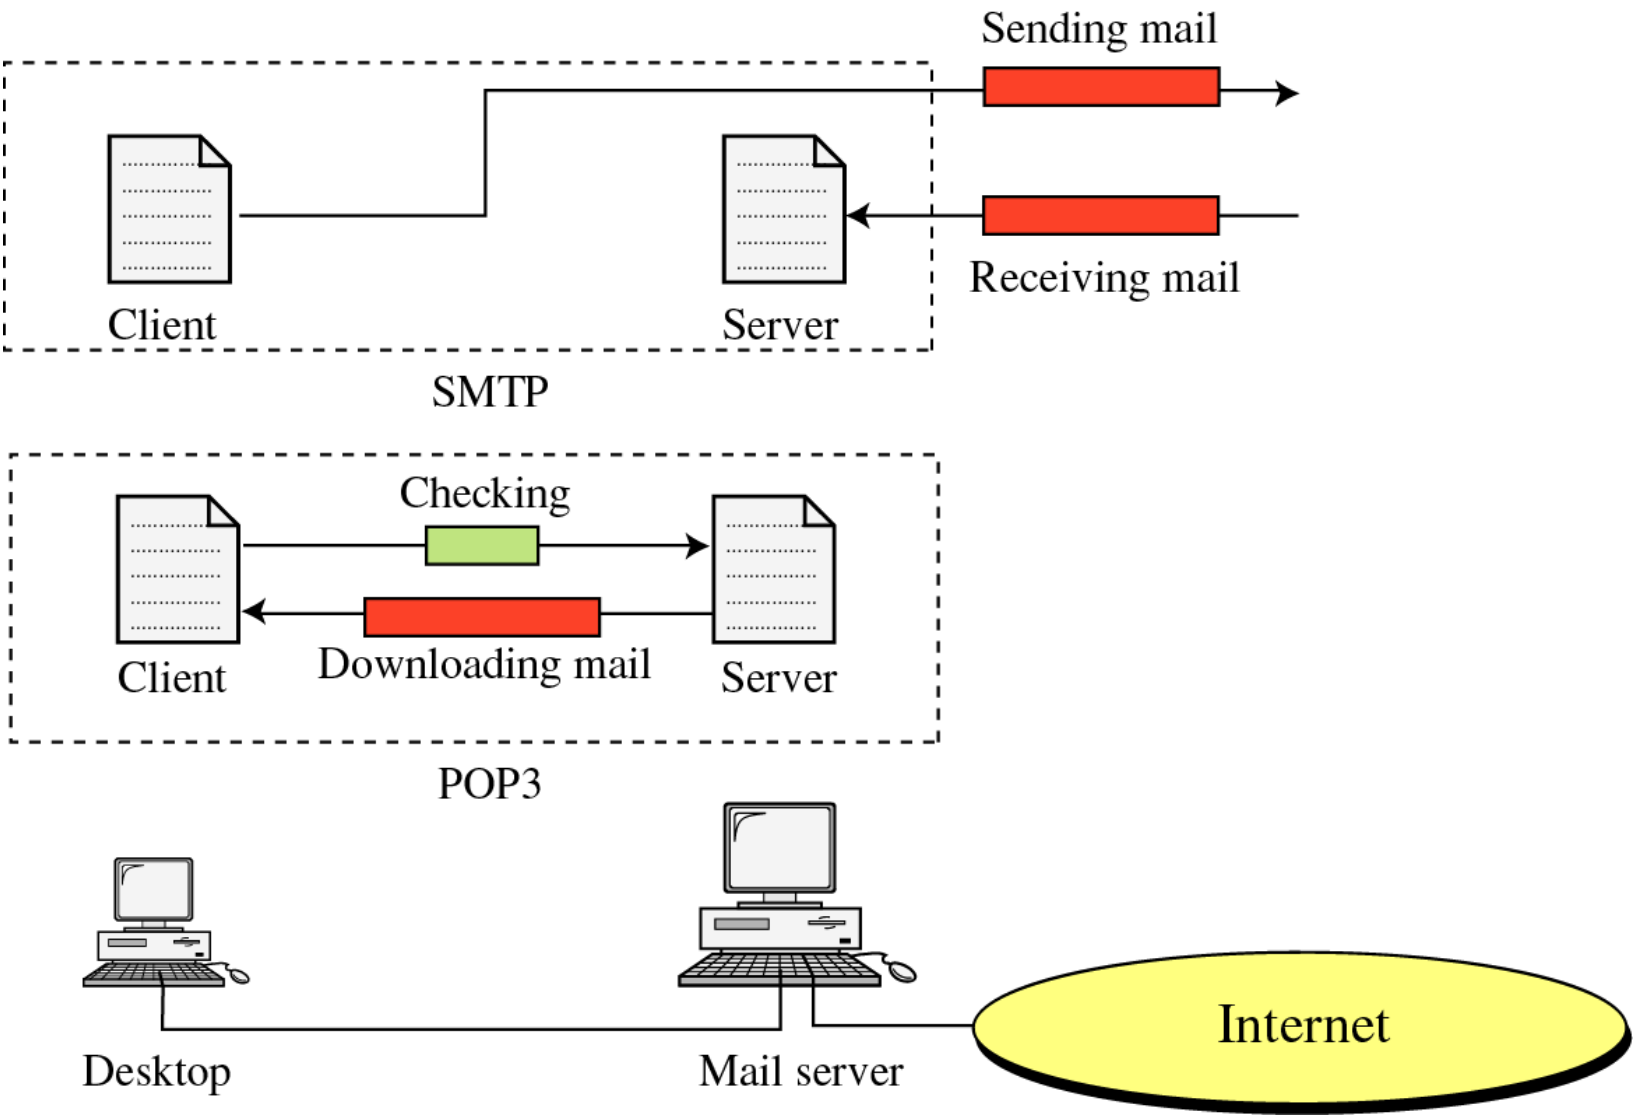 Sending mail
Receiving mail
Client
Server
SMTP
Checking
Downloading mail
Client
Server
POP3
Internet
Desktop
Mail server